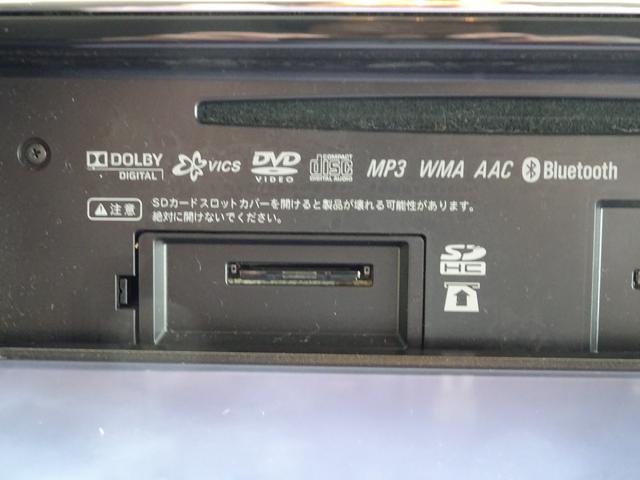 DOLBY DIGITAL VICS DVD VIDEO COMPACT disc DIGITAL AUDIO MP3 WMA AAC Bluetooth
注意 SDカードスロットカバーを開けると製品が壊れる可能性があります。
絶対に開けないでください。
SD HC